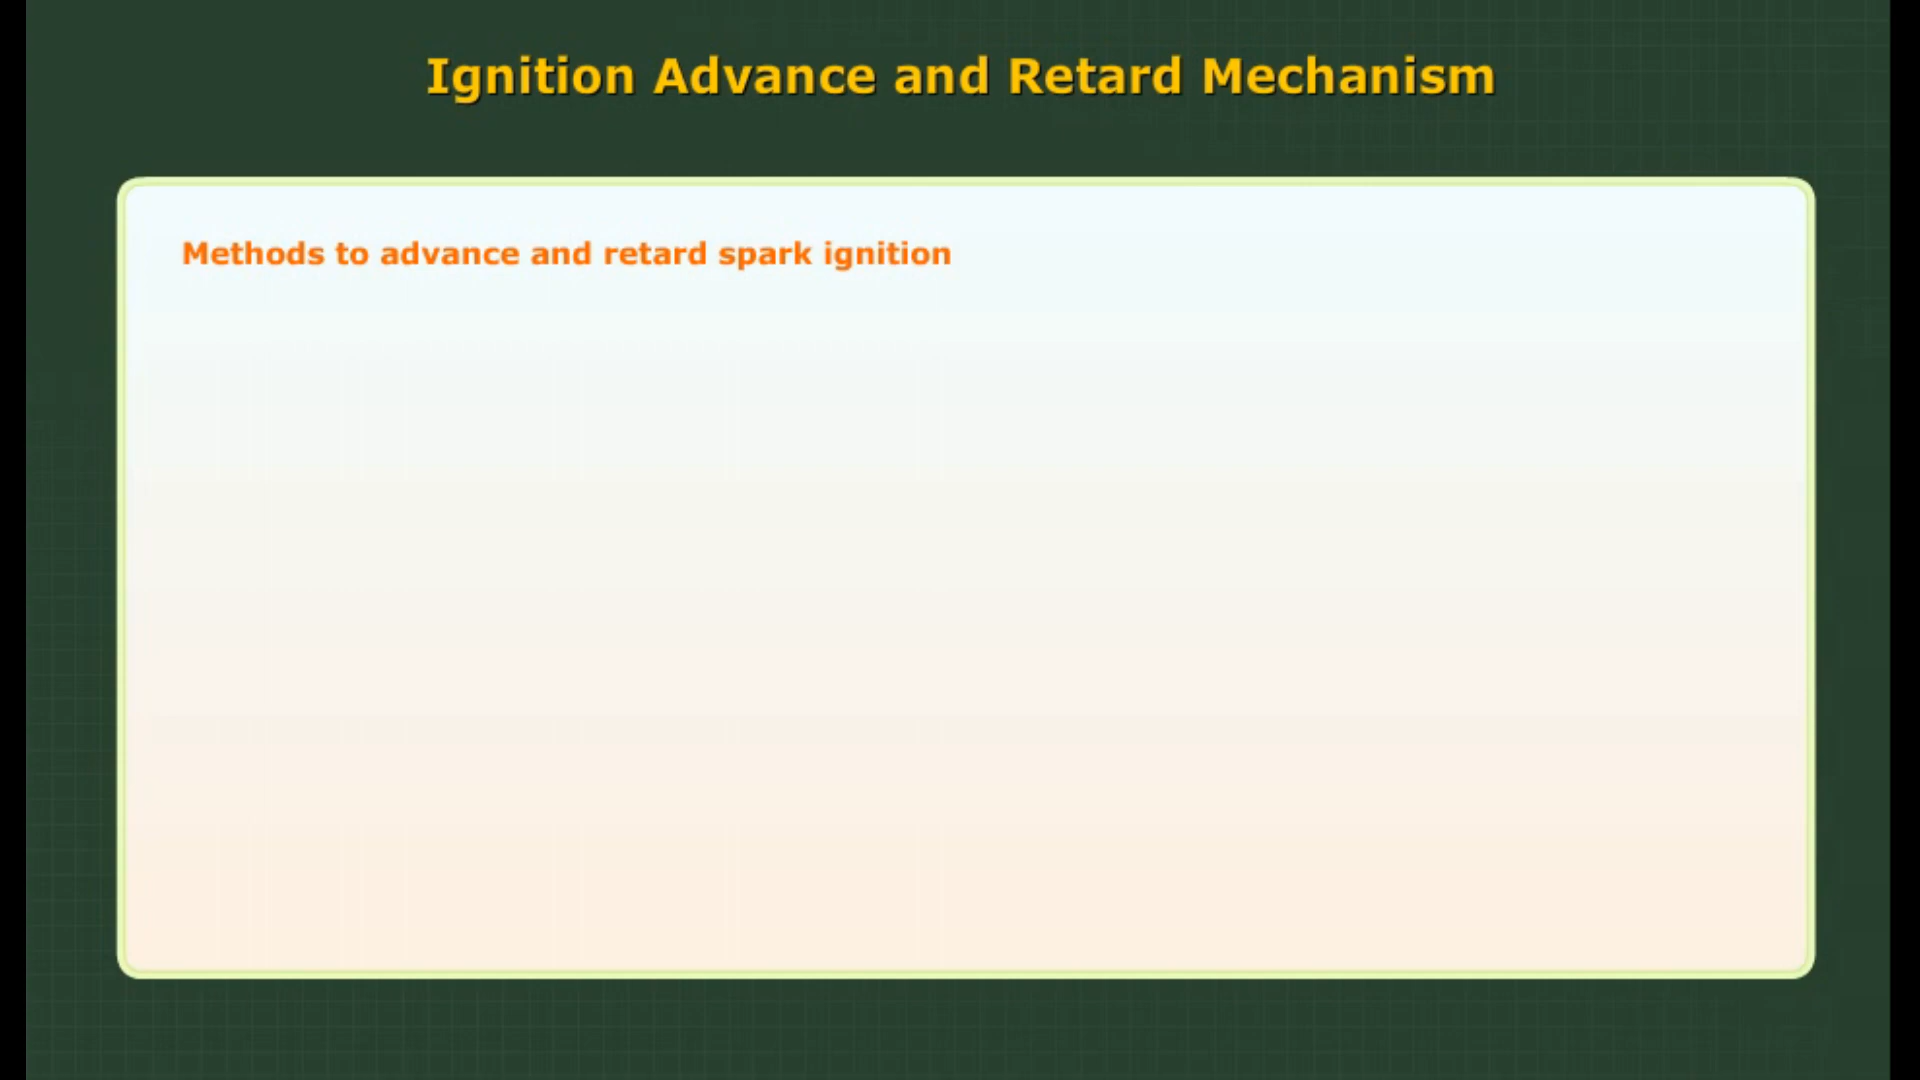 Ignition Advance and Retard Mechanism
Methods to advance and retard spark ignition